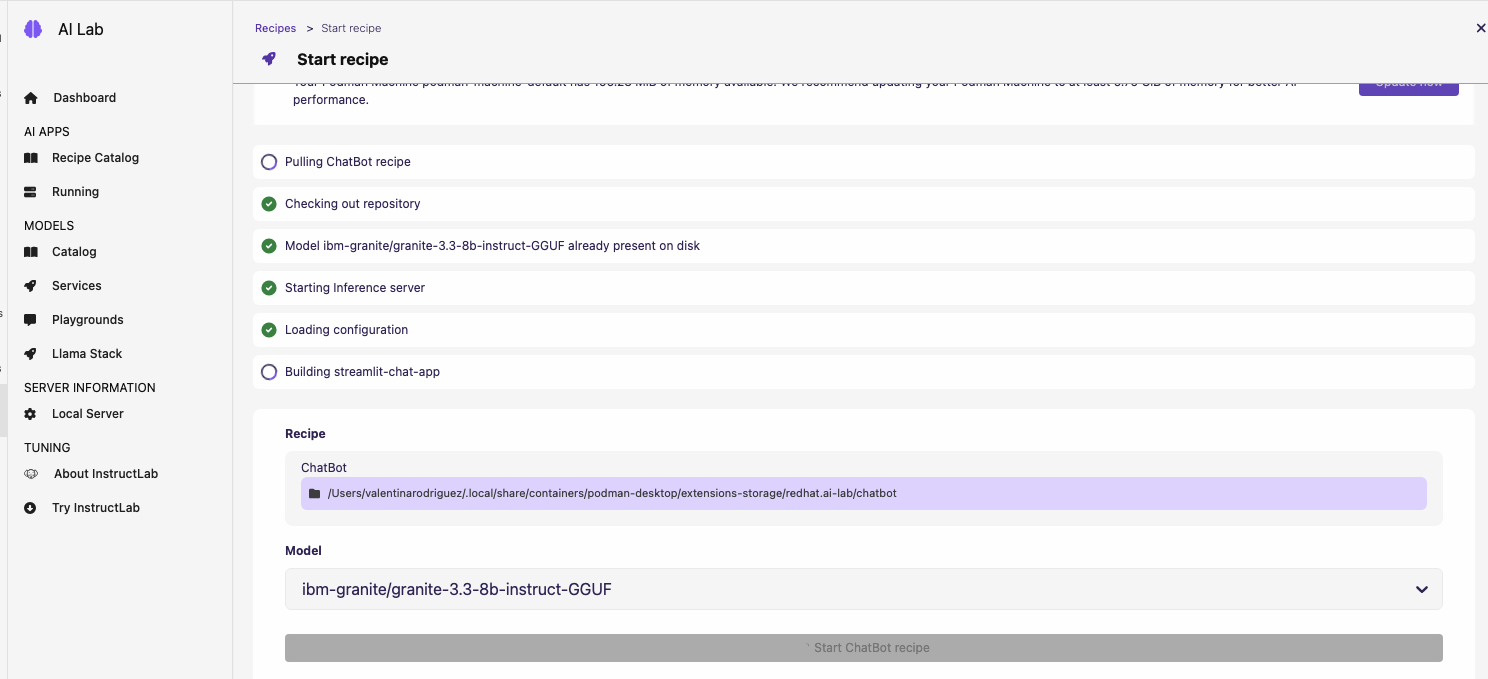 AI Lab
Dashboard
AI APPS
Recipe Catalog
Running
MODELS
Catalog
Services
Playgrounds
Llama Stack
SERVER INFORMATION
Local Server
TUNING
About InstructLab
Try InstructLab
Recipes > Start recipe
Start recipe
performance.
Pulling ChatBot recipe
Checking out repository
Model ibm-granite/granite-3.3-8b-instruct-GGUF already present on disk
Starting Inference server
Loading configuration
Building streamlit-chat-app
Recipe
ChatBot
/Users/valentinarodriguez/.local/share/containers/podman-desktop/extensions-storage/redhat.ai-lab/chatbot
Model
ibm-granite/granite-3.3-8b-instruct-GGUF
Start ChatBot recipe